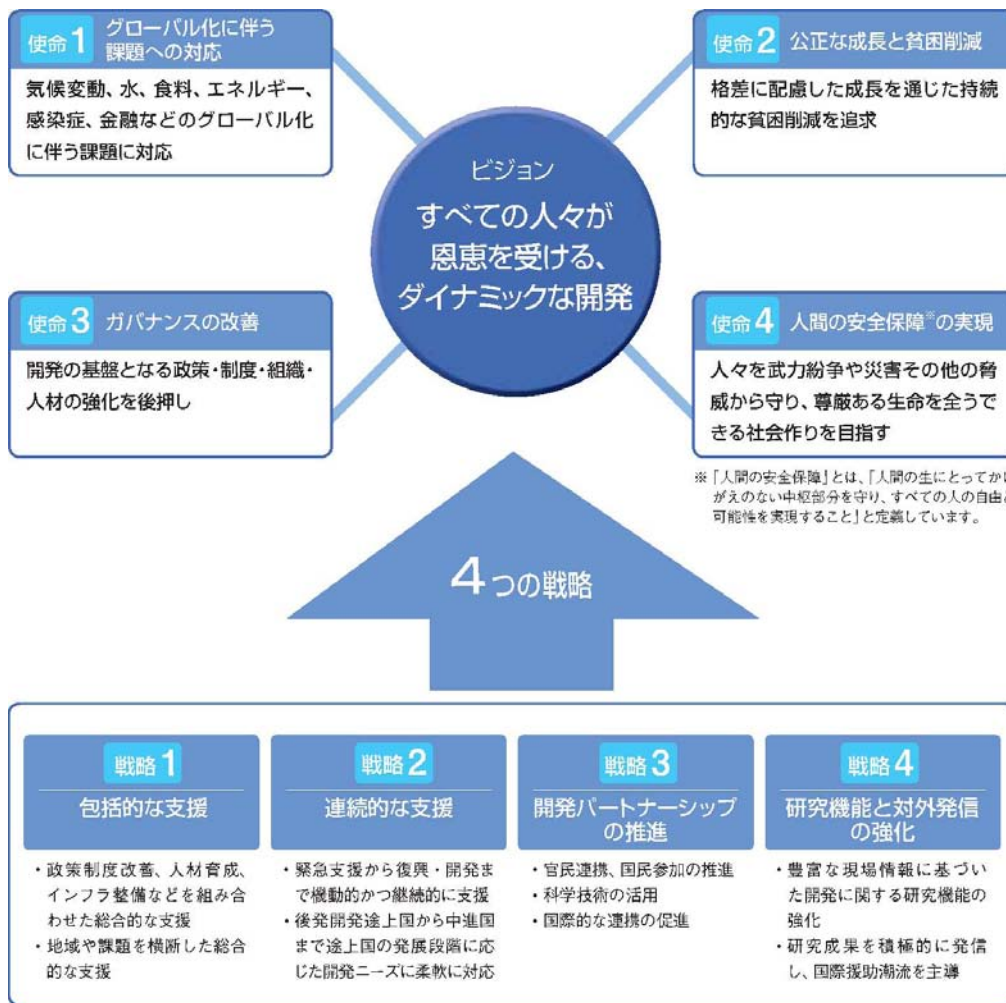 使命1 グローバル化に伴う
課題への対応
気候変動、水、食料、エネルギー、
感染症、金融などのグローバル化
に伴う課題に対応
使命2 公正な成長と貧困削減
格差に配慮した成長を通じた持続
的な貧困削減を追求
ビジョン
すべての人々が
恩恵を受ける、
ダイナミックな開発
使命3 ガバナンスの改善
開発の基盤となる政策・制度・組織・
人材の強化を後押し
使命4 人間の安全保障※の実現
人々を武力紛争や災害その他の脅
威から守り、尊厳ある生命を全うで
きる社会作りを目指す
※「人間の安全保障」とは、「人間の生にとってかけ
がえのない中枢部分を守り、すべての人の自由と
可能性を実現すること」と定義しています。
4つの戦略
戦略1
包括的な支援
・政策制度改善、人材育成、
インフラ整備などを組み合
わせた総合的な支援
・地域や課題を横断した総合
的な支援
戦略2
連続的な支援
・緊急支援から復興・開発ま
で機動的かつ継続的に支援
・後発開発途上国から中進国
まで途上国の発展段階に応
じた開発ニーズに柔軟に対応
戦略3
開発パートナーシップ
の推進
・官民連携、国民参加の推進
・科学技術の活用
・国際的な連携の促進
戦略4
研究機能と対外発信
の強化
・豊富な現場情報に基づい
た開発に関する研究機能の
強化
・研究成果を積極的に発信
し、国際援助潮流を主導